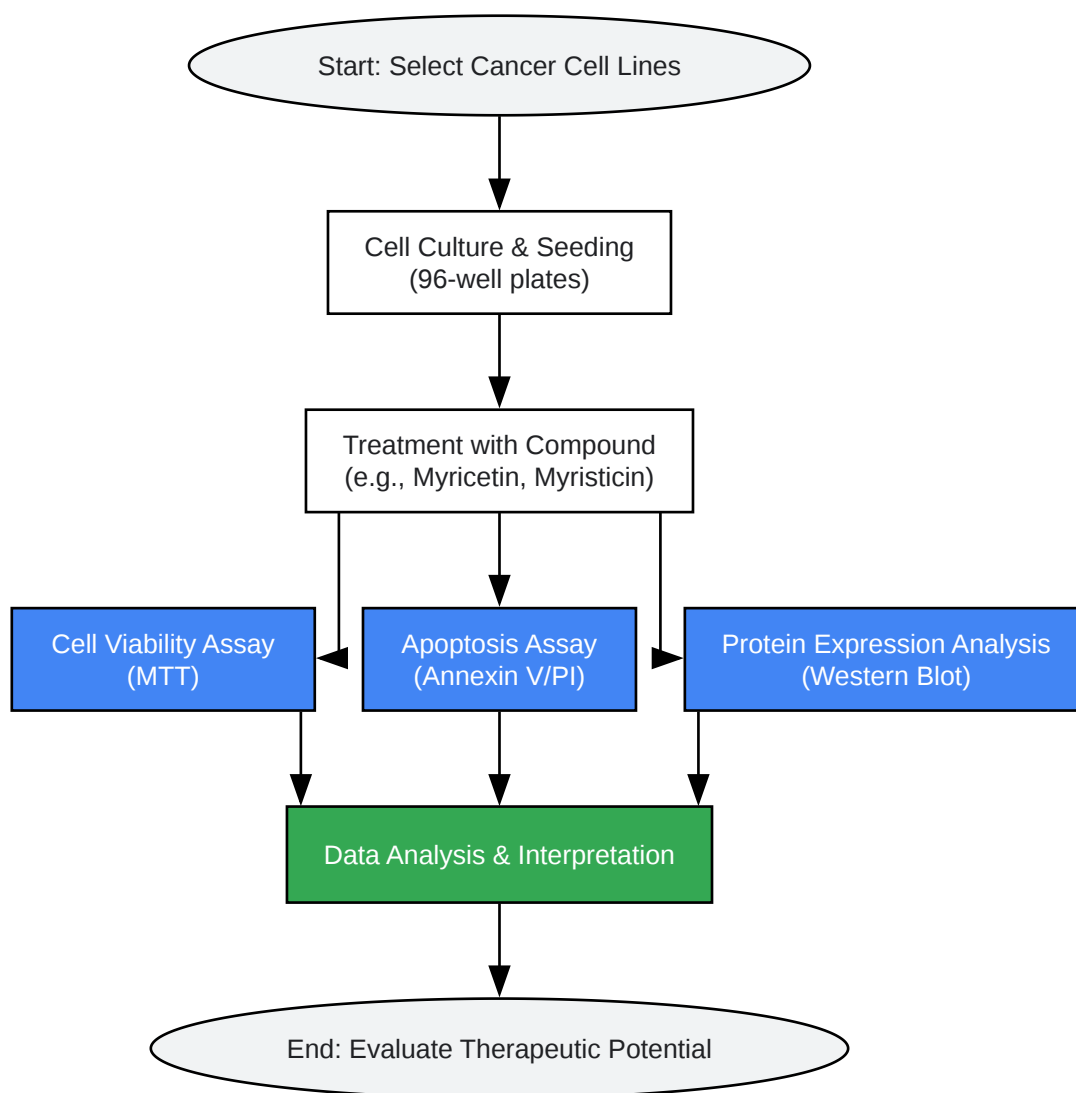 Start: Select Cancer Cell Lines
Cell Culture & Seeding
(96-well plates)
Treatment with Compound
(e.g., Myricetin, Myristicin)
Cell Viability Assay
(MTT)
Apoptosis Assay
(Annexin V/PI)
Protein Expression Analysis
(Western Blot)
Data Analysis & Interpretation
End: Evaluate Therapeutic Potential